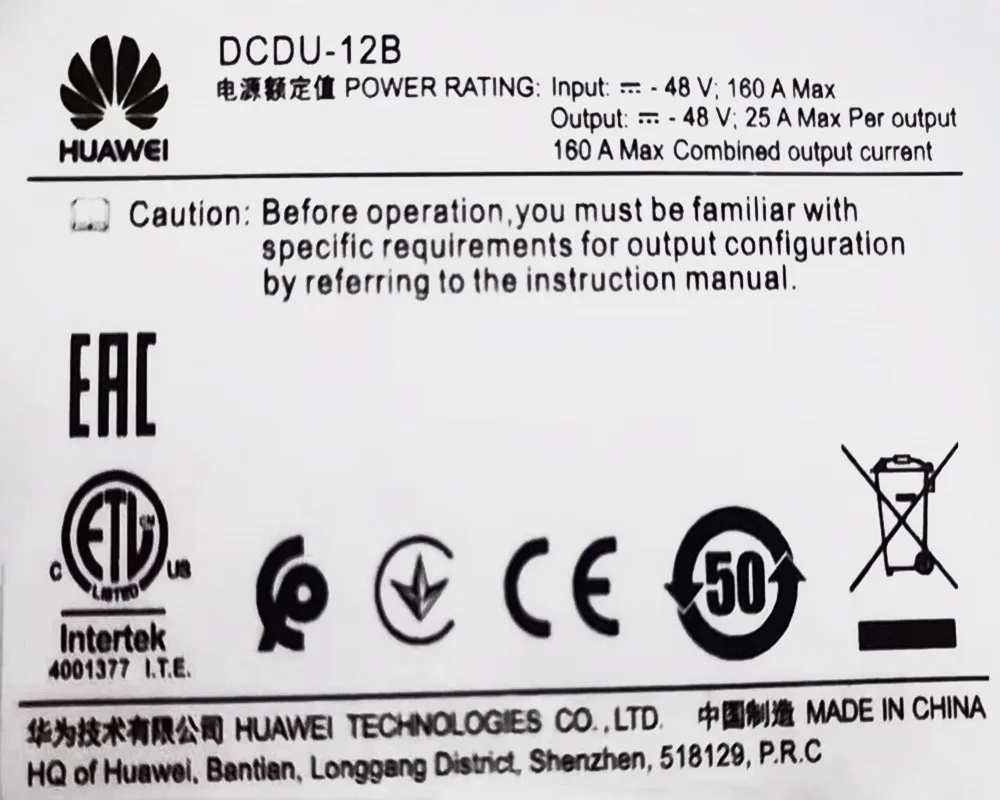 HUAWEI
DCDU-12B
电源额定值 POWER RATING: Input: ⎓ - 48 V; 160 A Max
Output: ⎓ - 48 V; 25 A Max Per output
160 A Max Combined output current
Caution: Before operation,you must be familiar with
specific requirements for output configuration
by referring to the instruction manual.
EAC
ETL
CM
LISTED
C US
Intertek
4001377 I.T.E.
CE
50
华为技术有限公司 HUAWEI TECHNOLOGIES CO.,LTD. 中国制造 MADE IN CHINA
HQ of Huawei, Bantian, Longgang District, Shenzhen, 518129, P.R.C